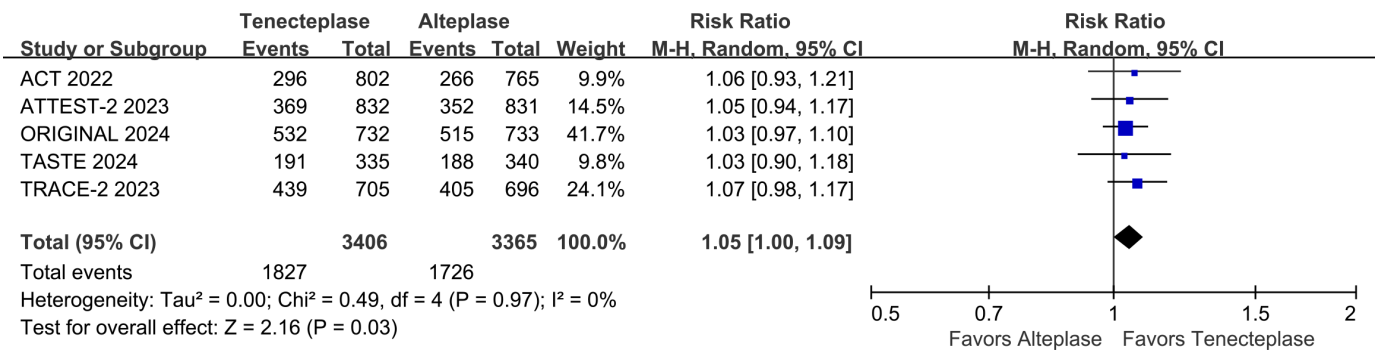 Tenecteplase Alteplase Risk Ratio Risk Ratio
Study or Subgroup Events Total Events Total Weight M-H, Random, 95% CI M-H, Random, 95% CI
ACT 2022 296 802 266 765 9.9% 1.06 [0.93, 1.21]
ATTEST-2 2023 369 832 352 831 14.5% 1.05 [0.94, 1.17]
ORIGINAL 2024 532 732 515 733 41.7% 1.03 [0.97, 1.10]
TASTE 2024 191 335 188 340 9.8% 1.03 [0.90, 1.18]
TRACE-2 2023 439 705 405 696 24.1% 1.07 [0.98, 1.17]
Total (95% CI) 3406 3365 100.0% 1.05 [1.00, 1.09]
Total events 1827 1726
Heterogeneity: Tau² = 0.00; Chi² = 0.49, df = 4 (P = 0.97); I² = 0%
Test for overall effect: Z = 2.16 (P = 0.03)
0.5 0.7 1 1.5 2
Favors Alteplase Favors Tenecteplase